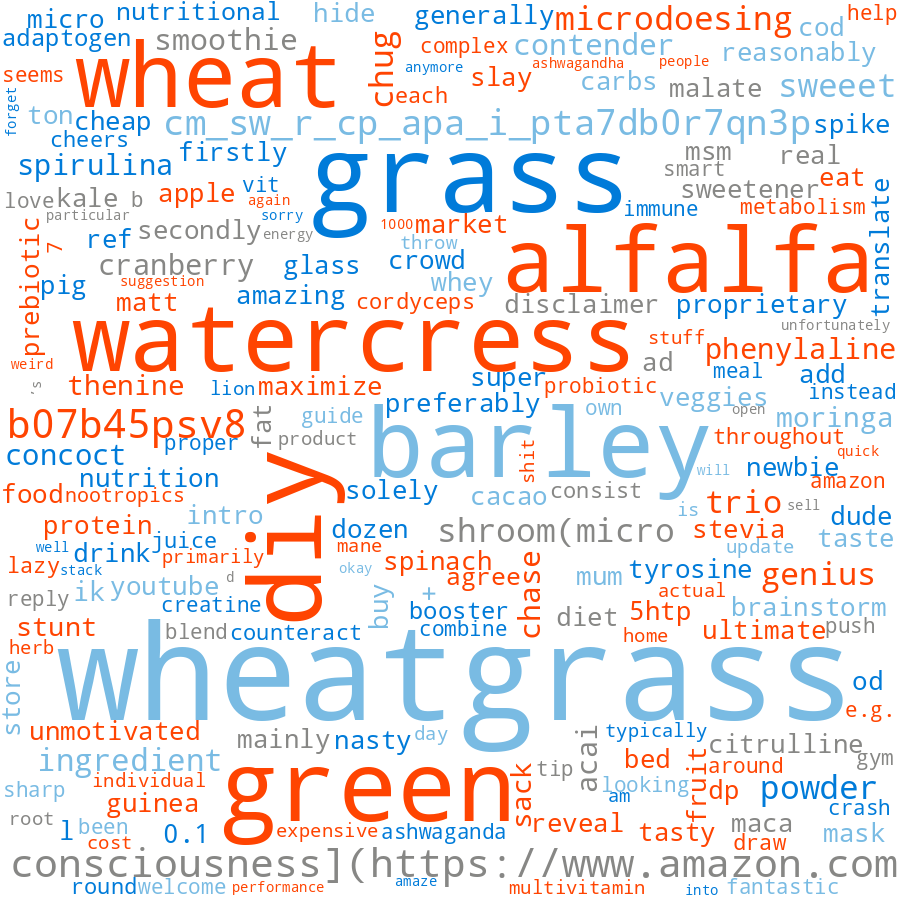 micro nutritional hide generally microdoesing cod help
adaptogen smoothie wheat chug complex contender reasonably
seems anymore ashwagandha people
forget ton cheap each slay carbs malate sweeet
cheers cm_sw_r_cp_apa_i_pta7db0r7qn3p spike
spirulina firstly grass msm real
smart
love kale b apple vit again sweetener eat
particular sorry immune metabolism translate
prebiotic 7 ref secondly energy 1000 market
throw alfalfa
cranberry glass crowd
pig suggestion whey
matt amazing cordyceps disclaimer proprietary
watercress unfortunately
stuff phenylaline
weird ad
's thenine lion maximize super probiotic meal add
instead
b07b45psv8 fat guide preferably own veggies open moringa
proper product barley throughout
concoct shit quick
nutrition diy will newbie amazon
food nootropics solely cacao consist trio sell
protein intro dozen shroom(micro is stevia dude
well juice mane update taste
lazy stack drink primarily spinach
okay agree chase mum tyrosine genius
reply ik youtube d + actual
creatine buy booster diet 5htp brainstorm
stunt blend counteract combine home ultimate push
herb
store wheatgrass od
e.g.
unmotivated mainly nasty day typically citrulline
acai
ingredient green tip bed around gym
sharp individual sack looking fruit dp powder
guinea am crash
root l been 0.1 expensive ashwaganda reveal tasty maca mask
cost draw
consciousness](https://www.amazon.com
round welcome performance amaze multivitamin into fantastic